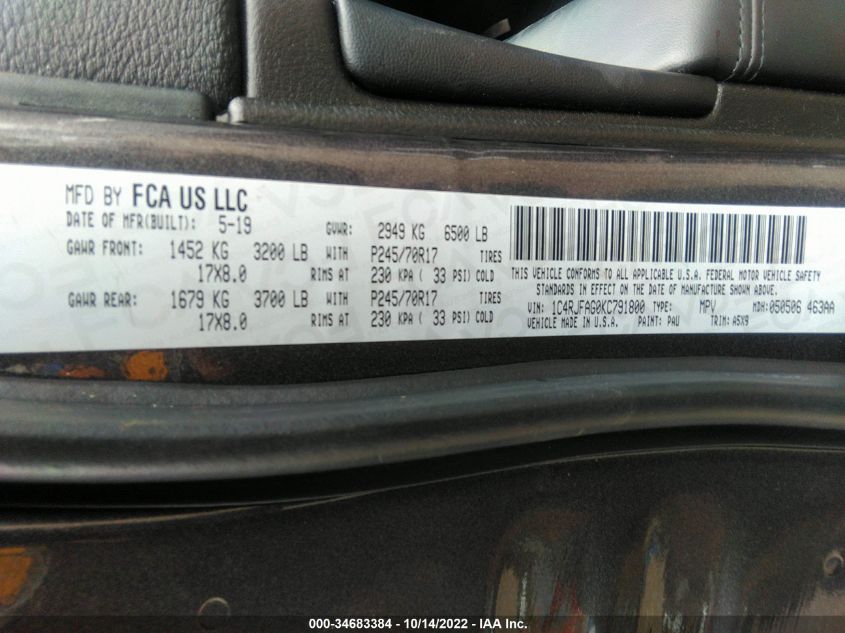 MFD BY FCA US LLC
DATE OF MFR(BUILT): 5-19 GVWR: 2949 KG 6500 LB
GAWR FRONT: 1452 KG 3200 LB WITH P245/70R17 TIRES
17X8.0 RIMS AT 230 KPA ( 33 PSI) COLD
GAWR REAR: 1679 KG 3700 LB WITH P245/70R17 TIRES
17X8.0 RIMS AT 230 KPA ( 33 PSI) COLD
THIS VEHICLE CONFORMS TO ALL APPLICABLE U.S.A. FEDERAL MOTOR VEHICLE SAFETY
STANDARDS IN EFFECT ON THE DATE OF MANUFACTURE SHOWN ABOVE.
VIN: 1C4RJFAG0KC791800 TYPE: MPV MDH: 050506 463AA
VEHICLE MADE IN U.S.A. PAINT: PAU TRIM: A5X9
000-34683384 - 10/14/2022 - IAA Inc.